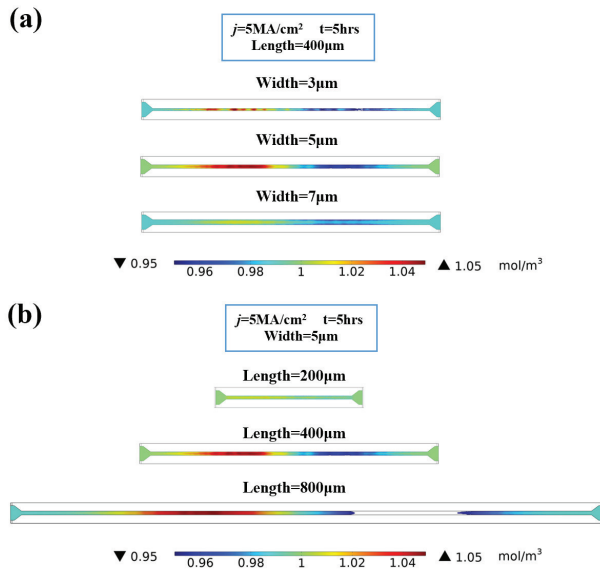 (a)
j=5MA/cm² t=5hrs
Length=400μm
Width=3μm
Width=5μm
Width=7μm
▼ 0.95 0.96 0.98 1 1.02 1.04 ▲ 1.05 mol/m³
(b)
j=5MA/cm² t=5hrs
Width=5μm
Length=200μm
Length=400μm
Length=800μm
▼ 0.95 0.96 0.98 1 1.02 1.04 ▲ 1.05 mol/m³